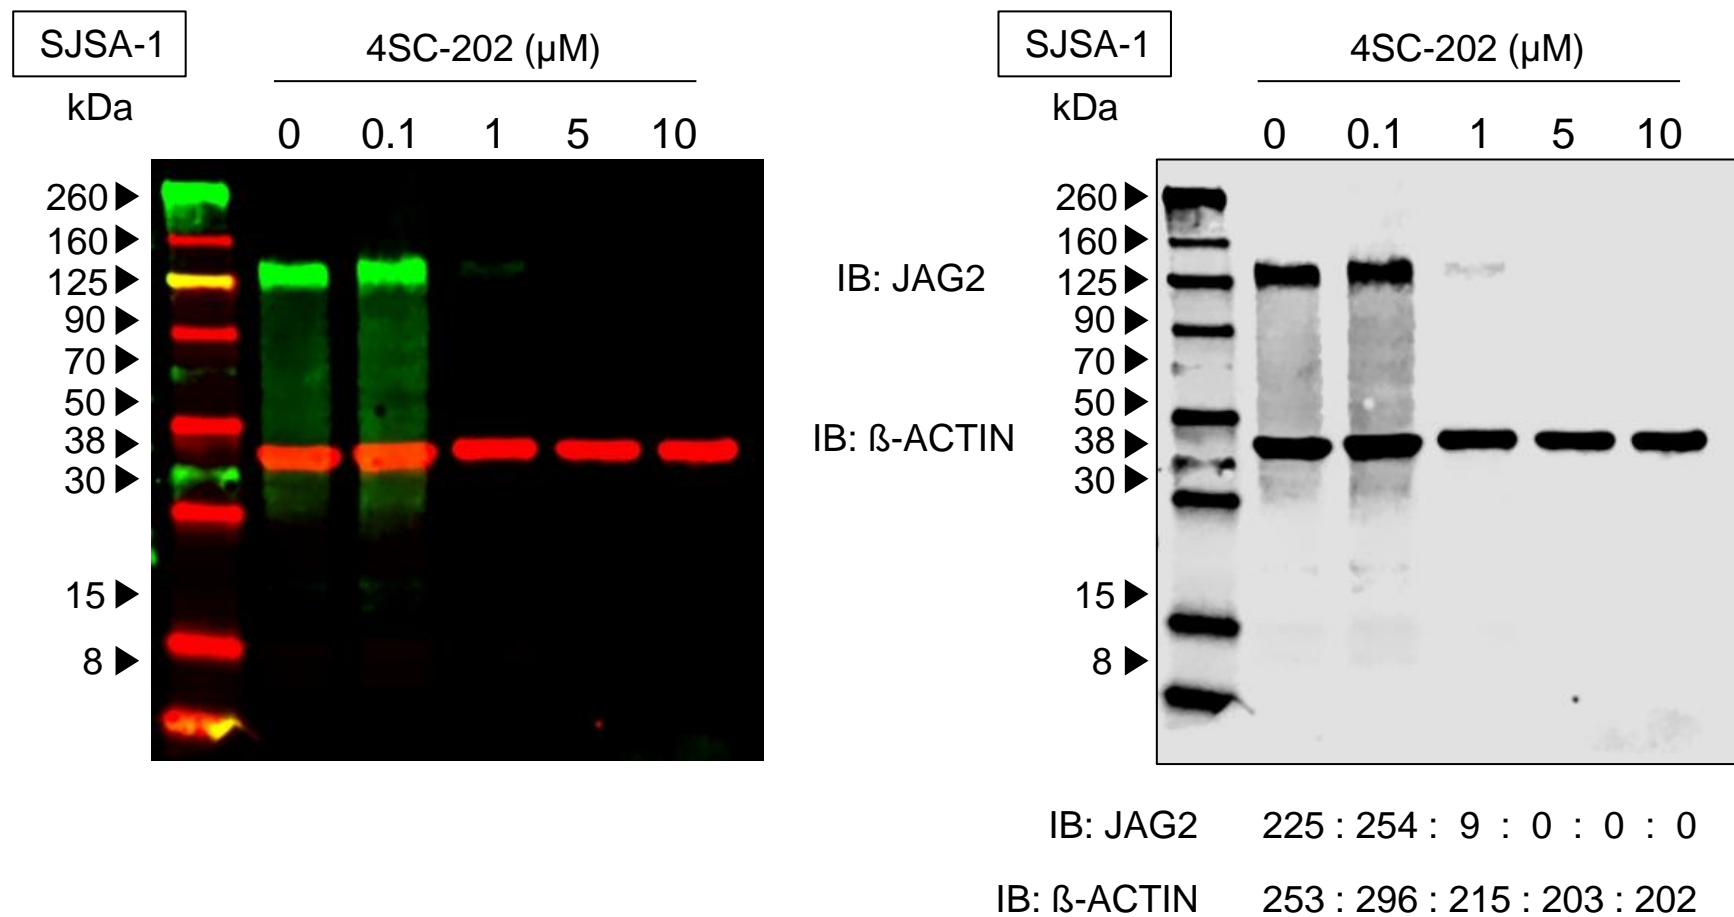 SJSA-1
4SC-202 (µM)
kDa
0 0.1 1 5 10
260
160
125
90
70
50
38
30
15
8
IB: JAG2
IB: ß-ACTIN
SJSA-1
4SC-202 (µM)
kDa
0 0.1 1 5 10
260
160
125
90
70
50
38
30
15
8
IB: JAG2 225 : 254 : 9 : 0 : 0 : 0
IB: ß-ACTIN 253 : 296 : 215 : 203 : 202